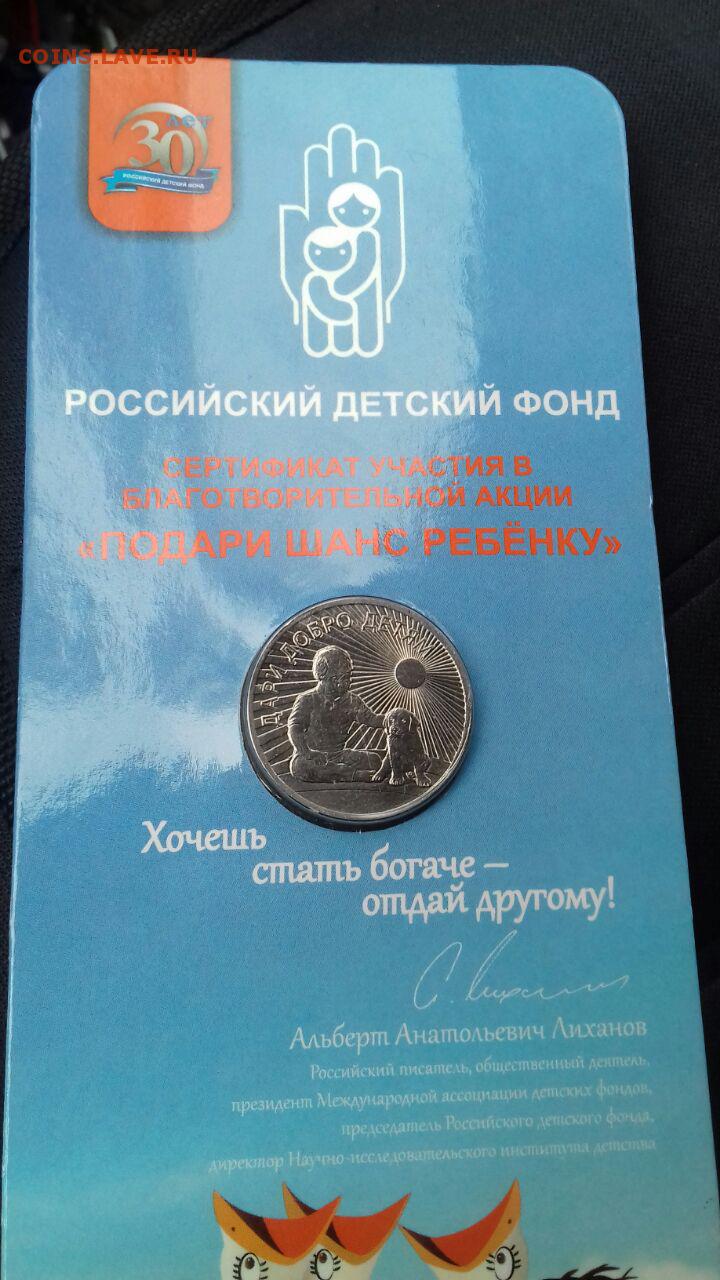 COINS.LAVE.RU
лет
30
РОССИЙСКИЙ ДЕТСКИЙ ФОНД
РОССИЙСКИЙ ДЕТСКИЙ ФОНД
СЕРТИФИКАТ УЧАСТИЯ В
БЛАГОТВОРИТЕЛЬНОЙ АКЦИИ
«ПОДАРИ ШАНС РЕБЁНКУ»
ДАРИ ДОБРО ДЕТЯМ
Хочешь
стать богаче –
отдай другому!
Альберт Анатольевич Лиханов
Российский писатель, общественный деятель,
президент Международной ассоциации детских фондов,
председатель Российского детского фонда,
директор Научно-исследовательского института детства